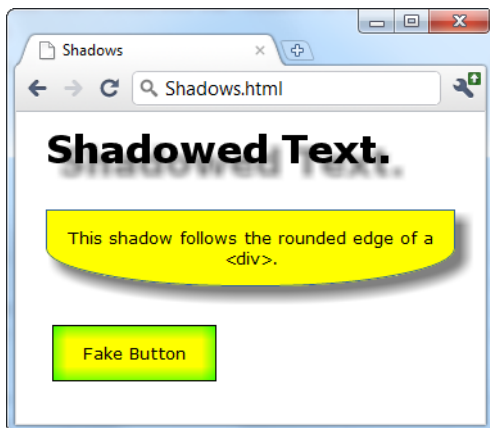 Shadows
Shadows.html
Shadowed Text.
This shadow follows the rounded edge of a
<div>.
Fake Button